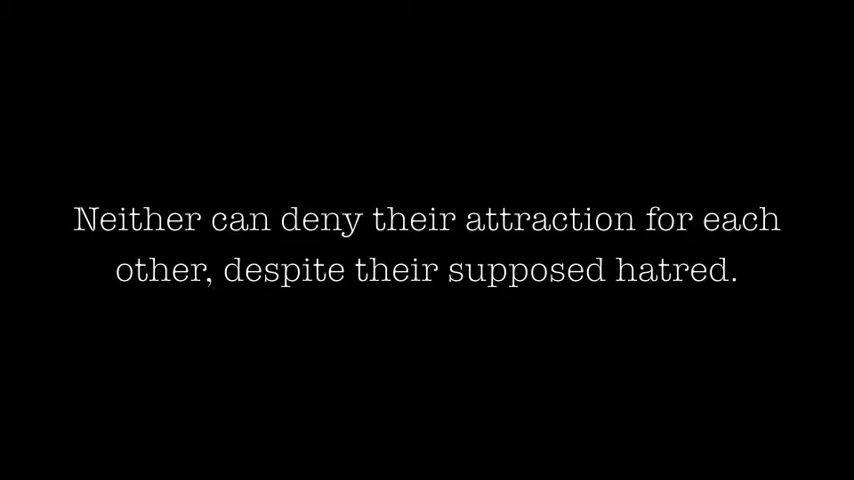 Neither can deny their attraction for each
other, despite their supposed hatred.